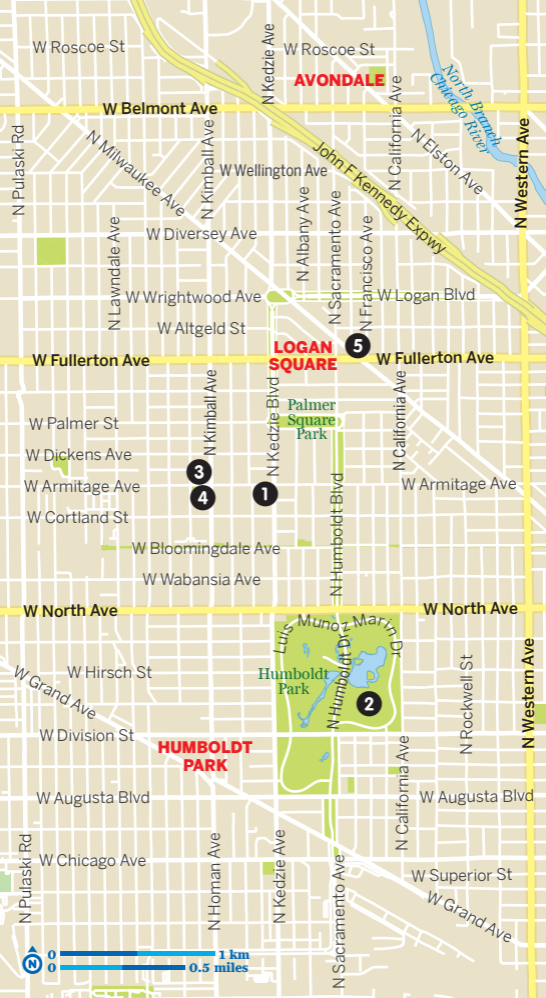 W Roscoe St
N Kedzie Ave
W Roscoe St
AVONDALE
North Branch
Chicago River
W Belmont Ave
N California Ave
N Elston Ave
N Western Ave
N Pulaski Rd
N Milwaukee Ave
N Kimball Ave
W Wellington Ave
John F Kennedy Expwy
N Lawndale Ave
W Diversey Ave
N Albany Ave
N Sacramento Ave
N Francisco Ave
W Wrightwood Ave
W Logan Blvd
W Altgeld St
LOGAN
SQUARE
5
W Fullerton Ave
W Fullerton Ave
N Kimball Ave
N Kedzie Blvd
Palmer
Square
Park
N California Ave
W Palmer St
W Dickens Ave
3
W Armitage Ave
4
1
W Armitage Ave
W Cortland St
N Humboldt Blvd
W Bloomingdale Ave
W Wabansia Ave
W North Ave
W North Ave
Luis Munoz Marin Dr
N Humboldt Dr
W Hirsch St
Humboldt
Park
2
N Rockwell St
N Western Ave
W Grand Ave
W Division St
HUMBOLDT
PARK
N California Ave
W Augusta Blvd
W Augusta Blvd
N Pulaski Rd
W Chicago Ave
N Homan Ave
N Kedzie Ave
N Sacramento Ave
W Superior St
W Grand Ave
N
0
1 km
0
0.5 miles